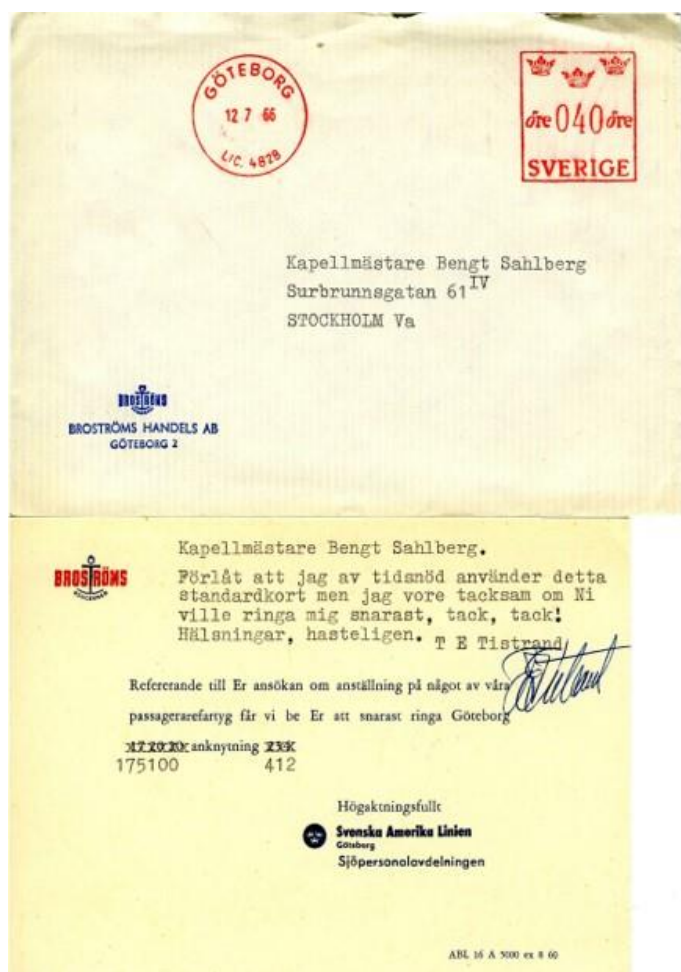 GÖTEBORG
12 7 66
LIC. 4828
öre 040 öre
SVERIGE
Kapellmästare Bengt Sahlberg
Surbrunnsgatan 61 IV
STOCKHOLM Va
BROSTRÖMS
BROSTRÖMS HANDELS AB
GÖTEBORG 2
BROSTRÖMS
Kapellmästare Bengt Sahlberg.
Förlåt att jag av tidsnöd använder detta
standardkort men jag vore tacksam om Ni
ville ringa mig snarast, tack, tack!
Hälsningar, hasteligen. T E Tistrand
Refererande till Er ansökan om anställning på något av våra
passagerarefartyg får vi be Er att snarast ringa Göteborg
anknytning
175100 412
Högaktningsfullt
Svenska Amerika Linien
Göteborg
Sjöpersonalavdelningen
ABL 16 A 5000 ex 8 60